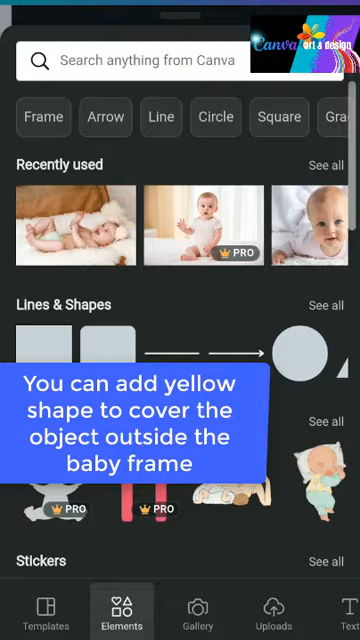 Canva art & design
Search anything from Canva
Frame
Arrow
Line
Circle
Square
Gra
Recently used
See all
PRO
Lines & Shapes
See all
You can add yellow
shape to cover the
object outside the
baby frame
See all
PRO
PRO
Stickers
See all
Templates
Elements
Gallery
Uploads
Text